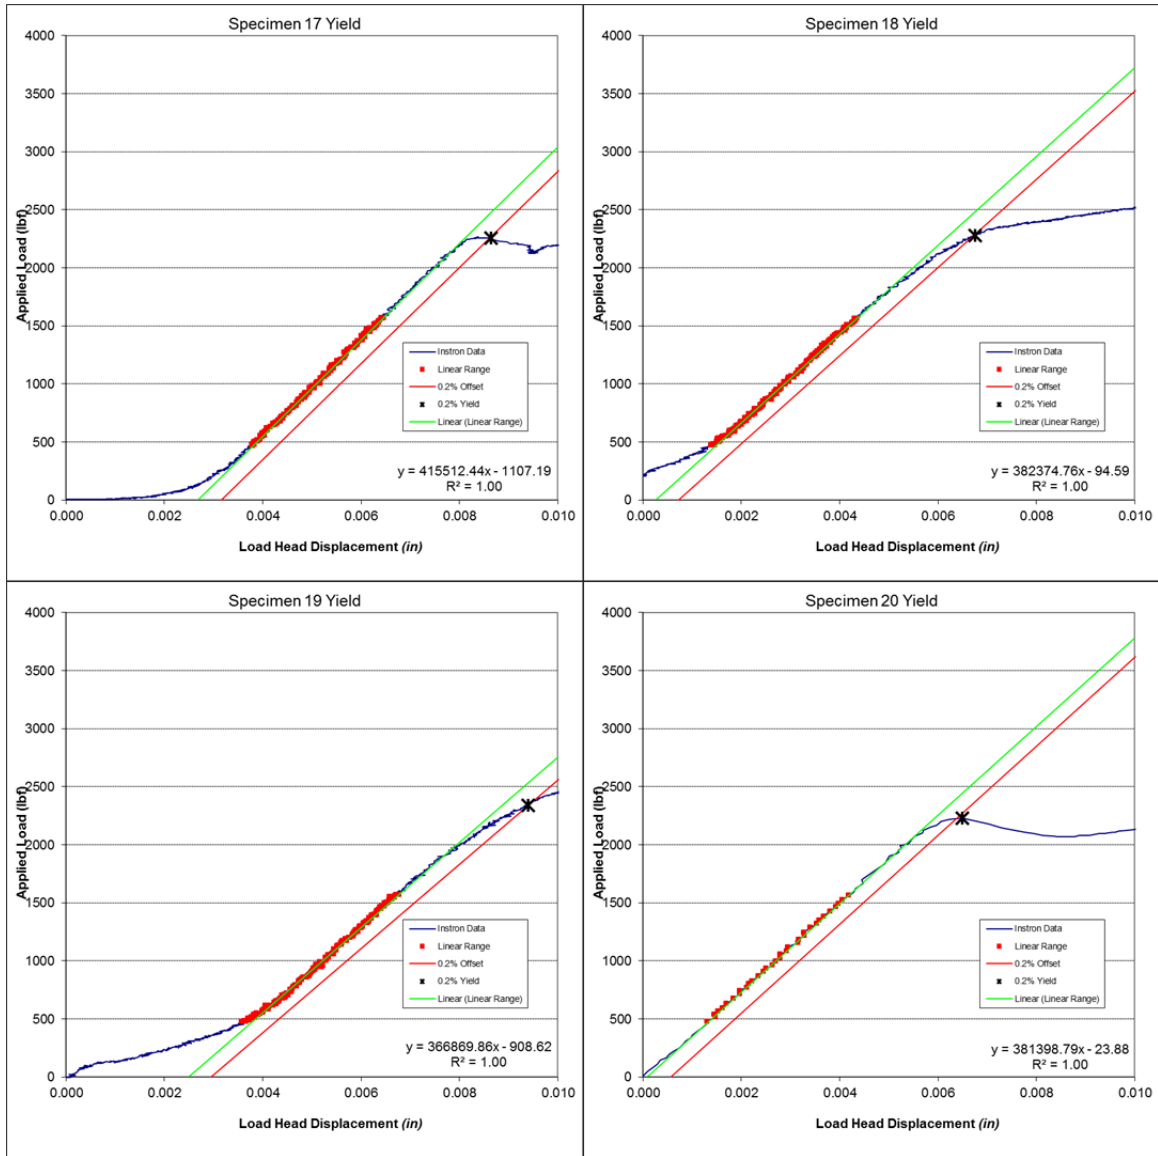 Specimen 17 Yield
4000
3500
3000
2500
2000
1500
1000
500
0
Applied Load (lbf)
Instron Data
Linear Range
0.2% Offset
0.2% Yield
Linear (Linear Range)
y = 415512.44x - 1107.19
R² = 1.00
0.000 0.002 0.004 0.006 0.008 0.010
Load Head Displacement (in)
Specimen 18 Yield
4000
3500
3000
2500
2000
1500
1000
500
0
Applied Load (lbf)
Instron Data
Linear Range
0.2% Offset
0.2% Yield
Linear (Linear Range)
y = 382374.76x - 94.59
R² = 1.00
0.000 0.002 0.004 0.006 0.008 0.010
Load Head Displacement (in)
Specimen 19 Yield
4000
3500
3000
2500
2000
1500
1000
500
0
Applied Load (lbf)
Instron Data
Linear Range
0.2% Offset
0.2% Yield
Linear (Linear Range)
y = 366869.86x - 908.62
R² = 1.00
0.000 0.002 0.004 0.006 0.008 0.010
Load Head Displacement (in)
Specimen 20 Yield
4000
3500
3000
2500
2000
1500
1000
500
0
Applied Load (lbf)
Instron Data
Linear Range
0.2% Offset
0.2% Yield
Linear (Linear Range)
y = 381398.79x - 23.88
R² = 1.00
0.000 0.002 0.004 0.006 0.008 0.010
Load Head Displacement (in)